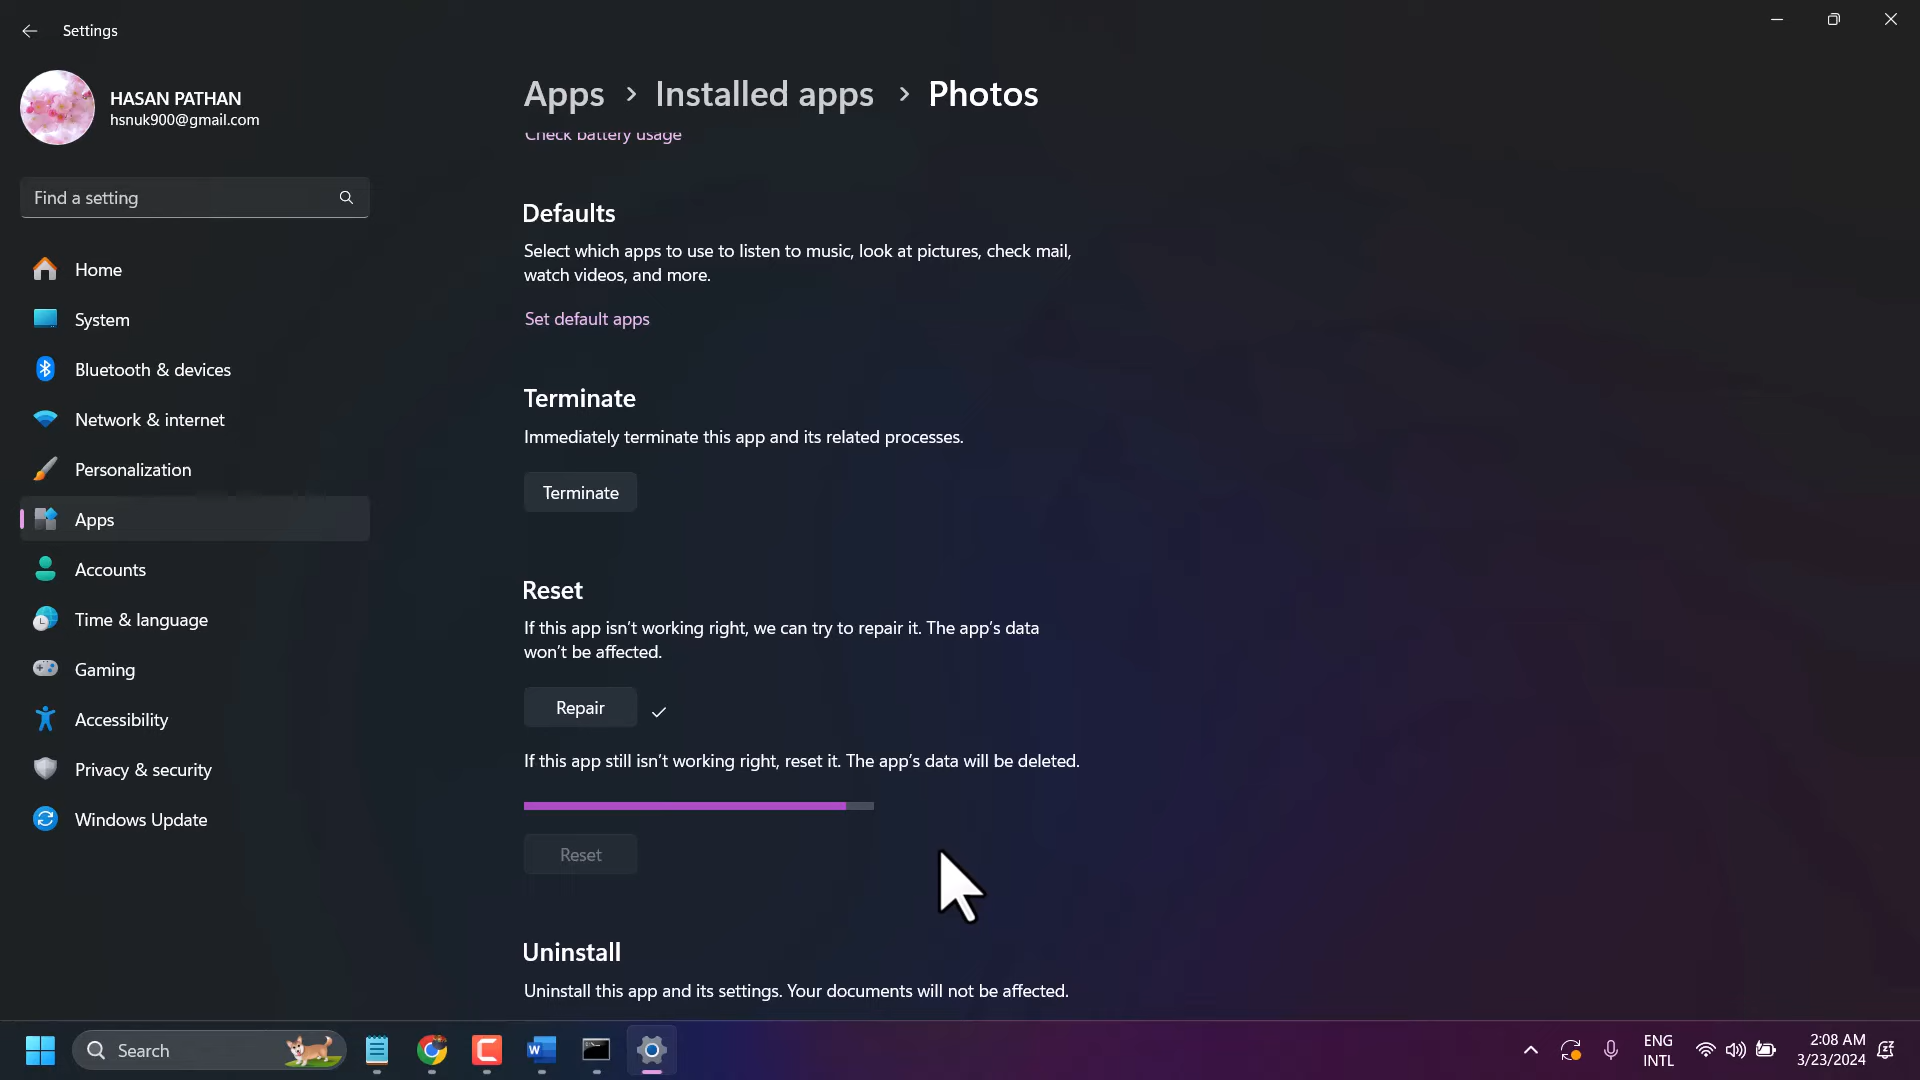 Settings
HASAN PATHAN
hsnuk900@gmail.com
Find a setting
Home
System
Bluetooth & devices
Network & internet
Personalization
Apps
Accounts
Time & language
Gaming
Accessibility
Privacy & security
Windows Update
Apps > Installed apps > Photos
Check battery usage
Defaults
Select which apps to use to listen to music, look at pictures, check mail,
watch videos, and more.
Set default apps
Terminate
Immediately terminate this app and its related processes.
Terminate
Reset
If this app isn't working right, we can try to repair it. The app's data
won't be affected.
Repair
If this app still isn't working right, reset it. The app's data will be deleted.
Reset
Uninstall
Uninstall this app and its settings. Your documents will not be affected.
Search
ENG
INTL
2:08 AM
3/23/2024